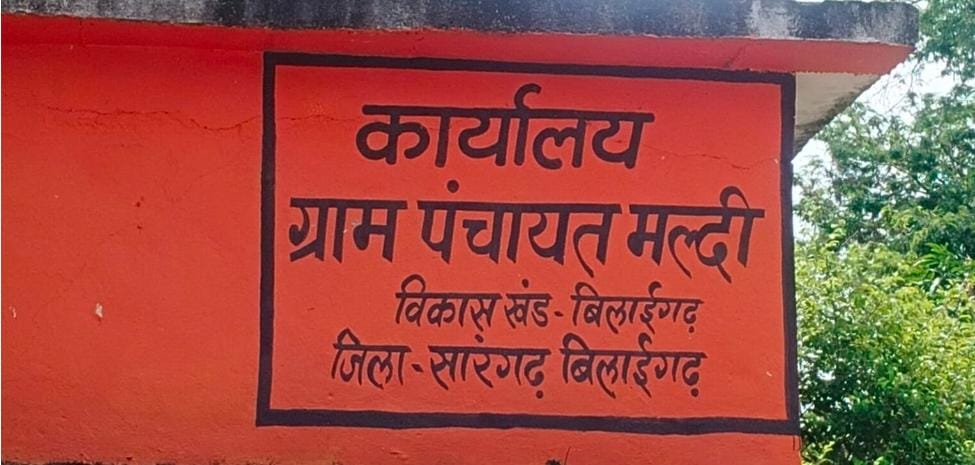 कार्यालय
ग्राम पंचायत मल्दी
विकास खंड - बिलाईगढ़
जिला - सारंगढ़ बिलाईगढ़